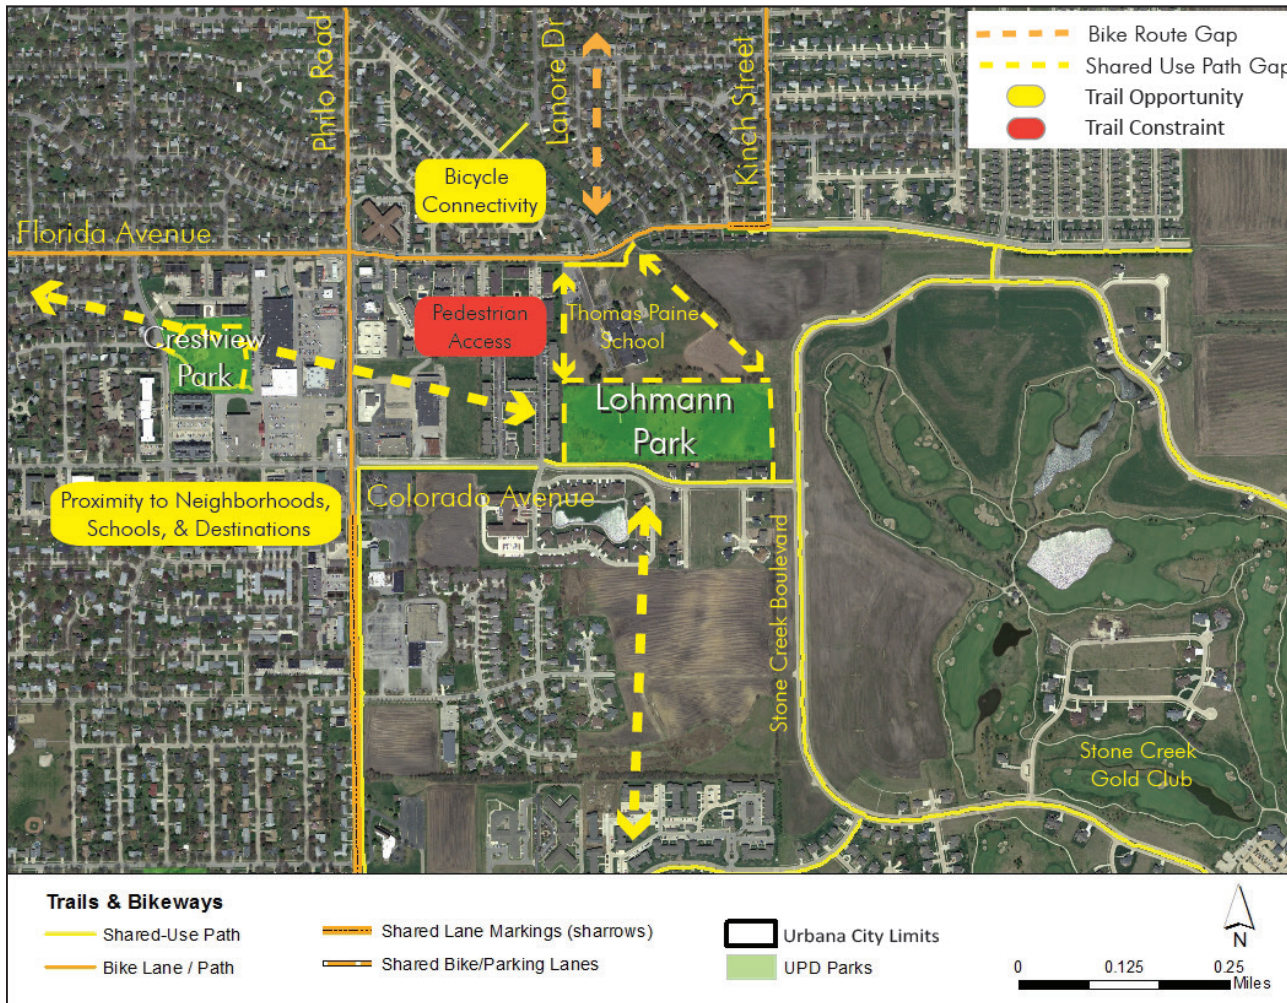 Philo Road
Lanore Dr
Kinch Street
Bike Route Gap
Shared Use Path Gap
Trail Opportunity
Trail Constraint
Bicycle
Connectivity
Florida Avenue
Pedestrian
Access
Thomas Paine
School
Crestview
Park
Lohmann
Park
Colorado Avenue
Proximity to Neighborhoods,
Schools, & Destinations
Stone Creek Boulevard
Stone Creek
Gold Club
Trails & Bikeways
Shared-Use Path
Bike Lane / Path
Shared Lane Markings (sharrows)
Shared Bike/Parking Lanes
Urbana City Limits
UPD Parks
N
0 0.125 0.25
Miles